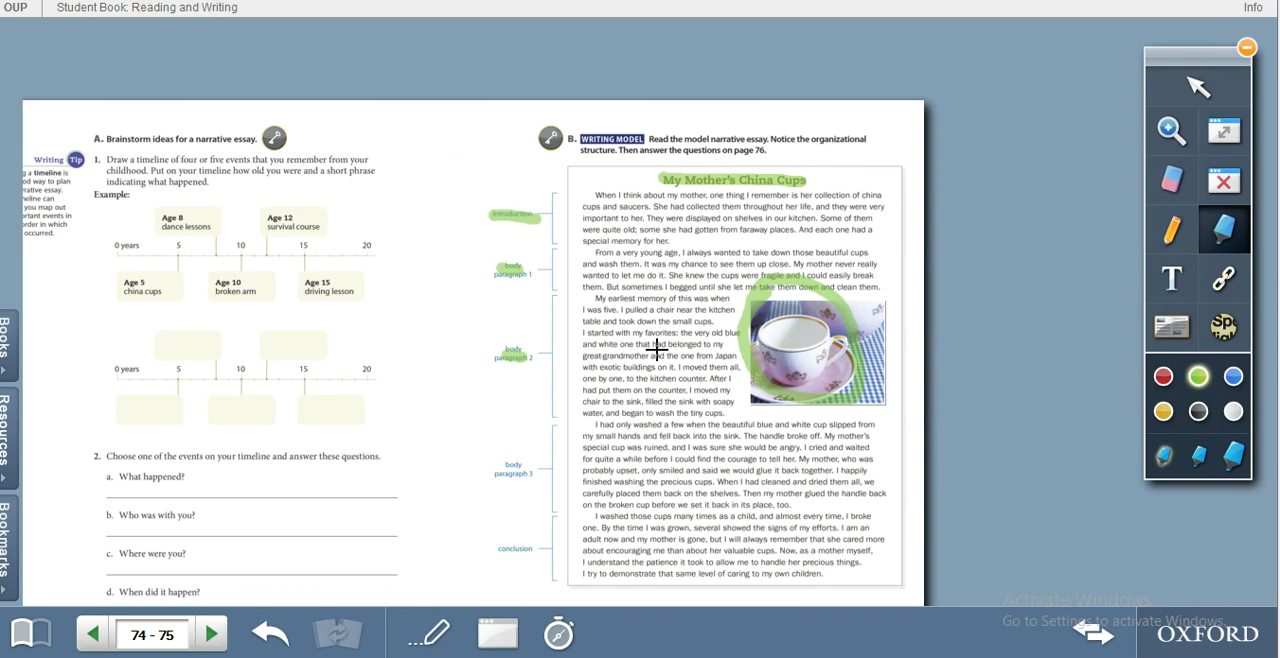 OUP
Student Book: Reading and Writing
Info
A. Brainstorm ideas for a narrative essay.
Writing Tip
g a timeline is
od way to plan
rrative essay.
neline can
you map out
rtant events in
order in which
occurred.
1. Draw a timeline of four or five events that you remember from your
childhood. Put on your timeline how old you were and a short phrase
indicating what happened.
Example:
Age 8
dance lessons
Age 12
survival course
0 years 5 10 15 20
Age 5
china cups
Age 10
broken arm
Age 15
driving lesson
0 years 5 10 15 20
2. Choose one of the events on your timeline and answer these questions.
a. What happened?
b. Who was with you?
c. Where were you?
d. When did it happen?
B. WRITING MODEL Read the model narrative essay. Notice the organizational
structure. Then answer the questions on page 76.
My Mother's China Cups
introduction
When I think about my mother, one thing I remember is her collection of china
cups and saucers. She had collected them throughout her life, and they were very
important to her. They were displayed on shelves in our kitchen. Some of them
were quite old; some she had gotten from faraway places. And each one had a
special memory for her.
body
paragraph 1
From a very young age, I always wanted to take down those beautiful cups
and wash them. It was my chance to see them up close. My mother never really
wanted to let me do it. She knew the cups were fragile and I could easily break
them. But sometimes I begged until she let me take them down and clean them.
body
paragraph 2
My earliest memory of this was when
I was five. I pulled a chair near the kitchen
table and took down the small cups.
I started with my favorites: the very old blue
and white one that had belonged to my
great-grandmother and the one from Japan
with exotic buildings on it. I moved them all,
one by one, to the kitchen counter. After I
had put them on the counter, I moved my
chair to the sink, filled the sink with soapy
water, and began to wash the tiny cups.
body
paragraph 3
I had only washed a few when the beautiful blue and white cup slipped from
my small hands and fell back into the sink. The handle broke off. My mother's
special cup was ruined, and I was sure she would be angry. I cried and waited
for quite a while before I could find the courage to tell her. My mother, who was
probably upset, only smiled and said we would glue it back together. I happily
finished washing the precious cups. When I had cleaned and dried them all, we
carefully placed them back on the shelves. Then my mother glued the handle back
on the broken cup before we set it back in its place, too.
conclusion
I washed those cups many times as a child, and almost every time, I broke
one. By the time I was grown, several showed the signs of my efforts. I am an
adult now and my mother is gone, but I will always remember that she cared more
about encouraging me than about her valuable cups. Now, as a mother myself,
I understand the patience it took to allow me to handle her precious things.
I try to demonstrate that same level of caring to my own children.
Books
Resources
Bookmarks
T
spo
74 - 75
Activate Windows
Go to Settings to activate Windows.
OXFORD